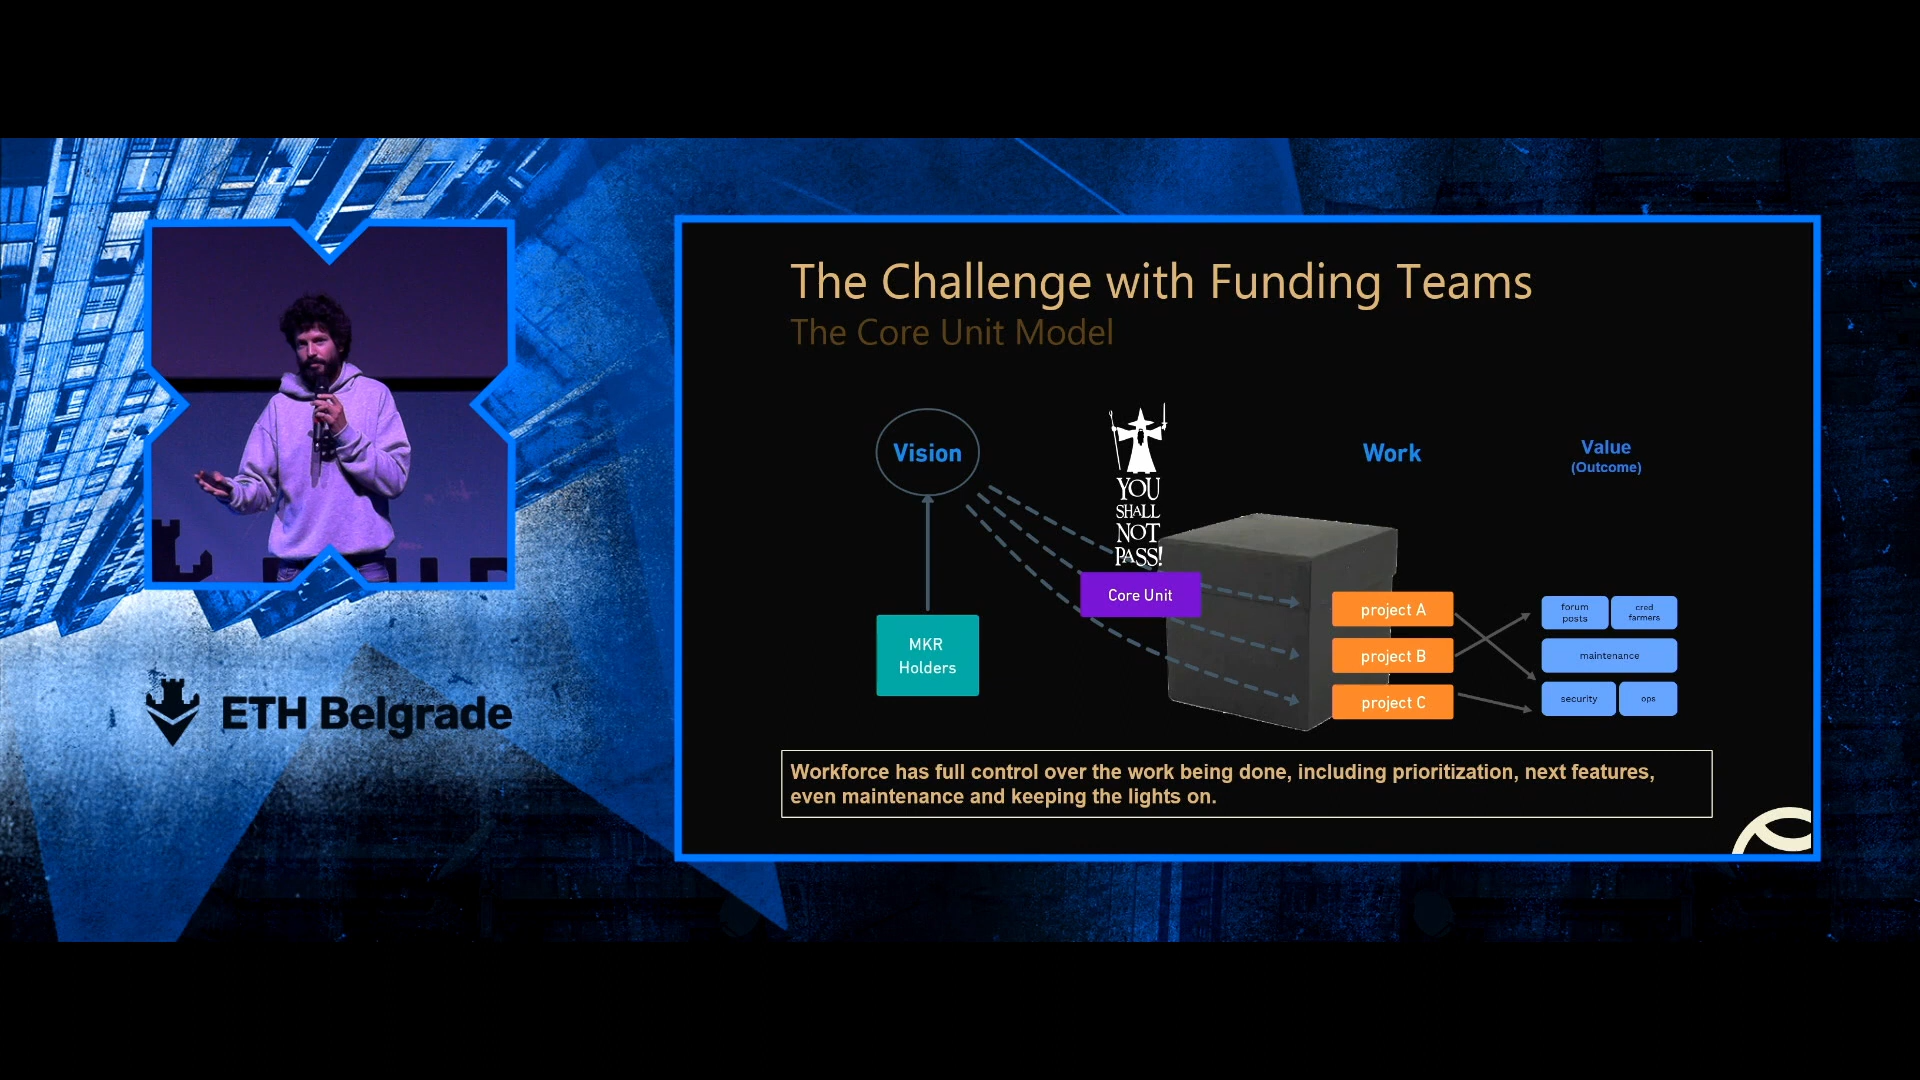 The Challenge with Funding Teams
The Core Unit Model
Vision
YOU
SHALL
NOT
PASS!
Work
Value
(Outcome)
Core Unit
MKR
Holders
project A
project B
project C
forum
posts
cred
farmers
maintenance
security
ops
Workforce has full control over the work being done, including prioritization, next features,
even maintenance and keeping the lights on.
ETH Belgrade